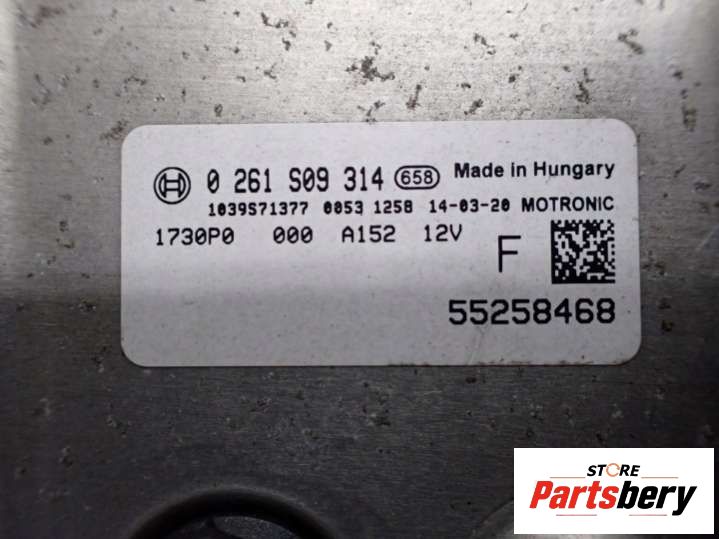 0 261 S09 314 658 Made in Hungary
1039S71377 0053 1258 14-03-20 MOTRONIC
1730P0 000 A152 12V
F
55258468
STORE
Partsbery